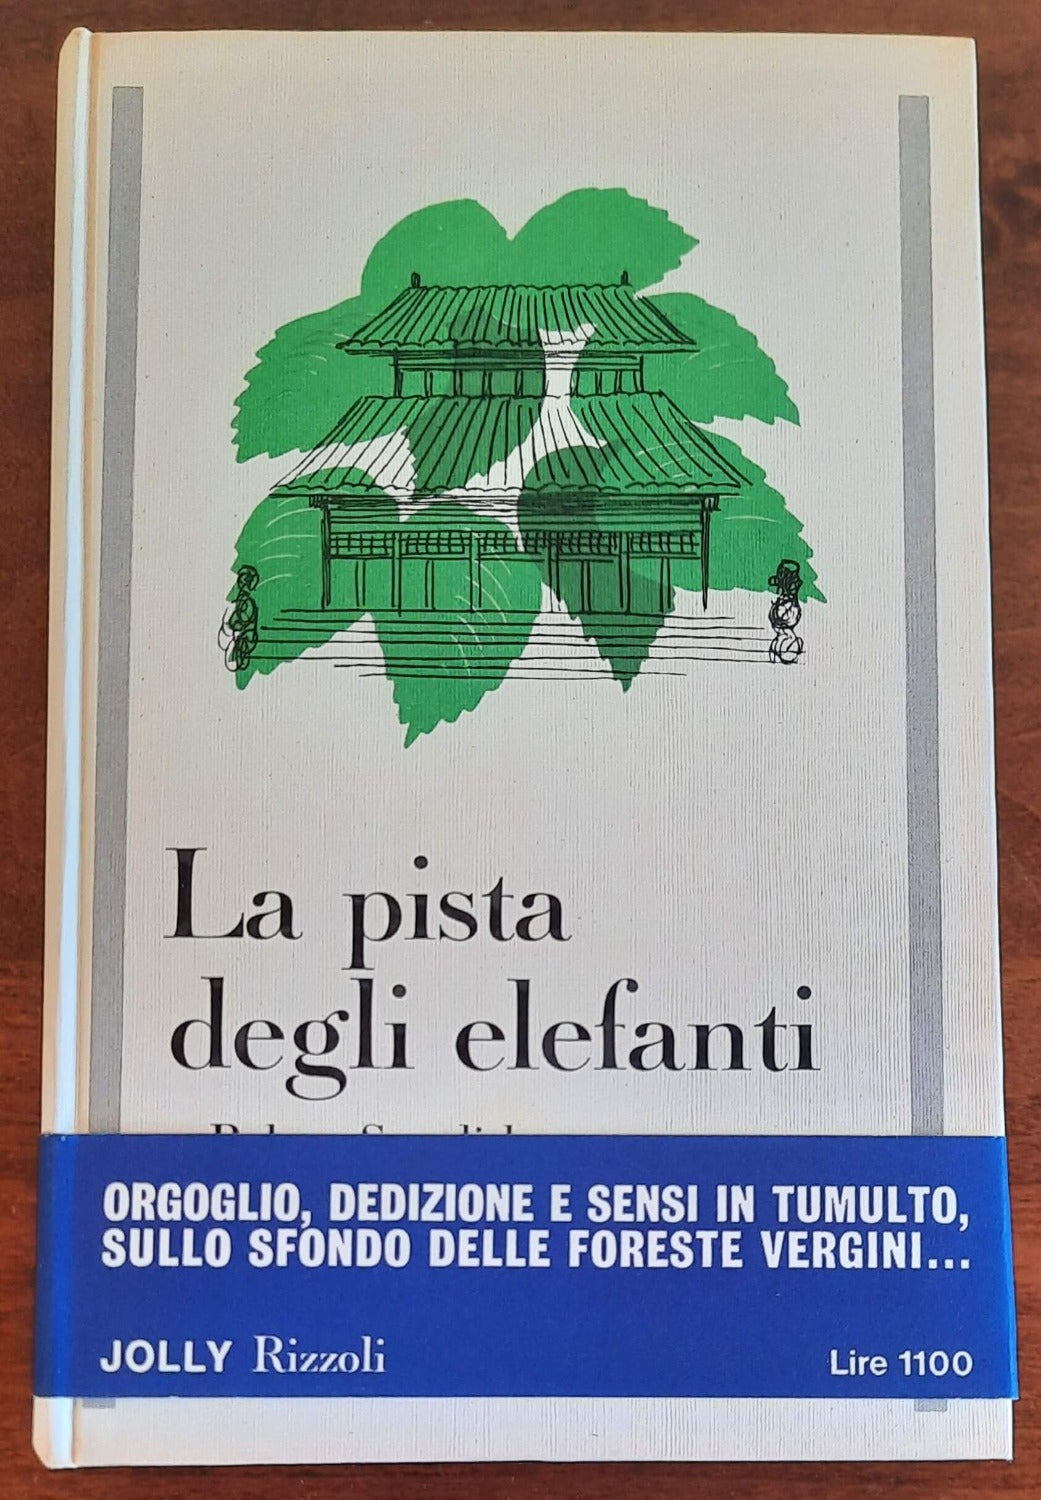 La pista
degli elefanti
ORGOGLIO, DEDIZIONE E SENSI IN TUMULTO,
SULLO SFONDO DELLE FORESTE VERGINI...
JOLLY Rizzoli
Lire 1100